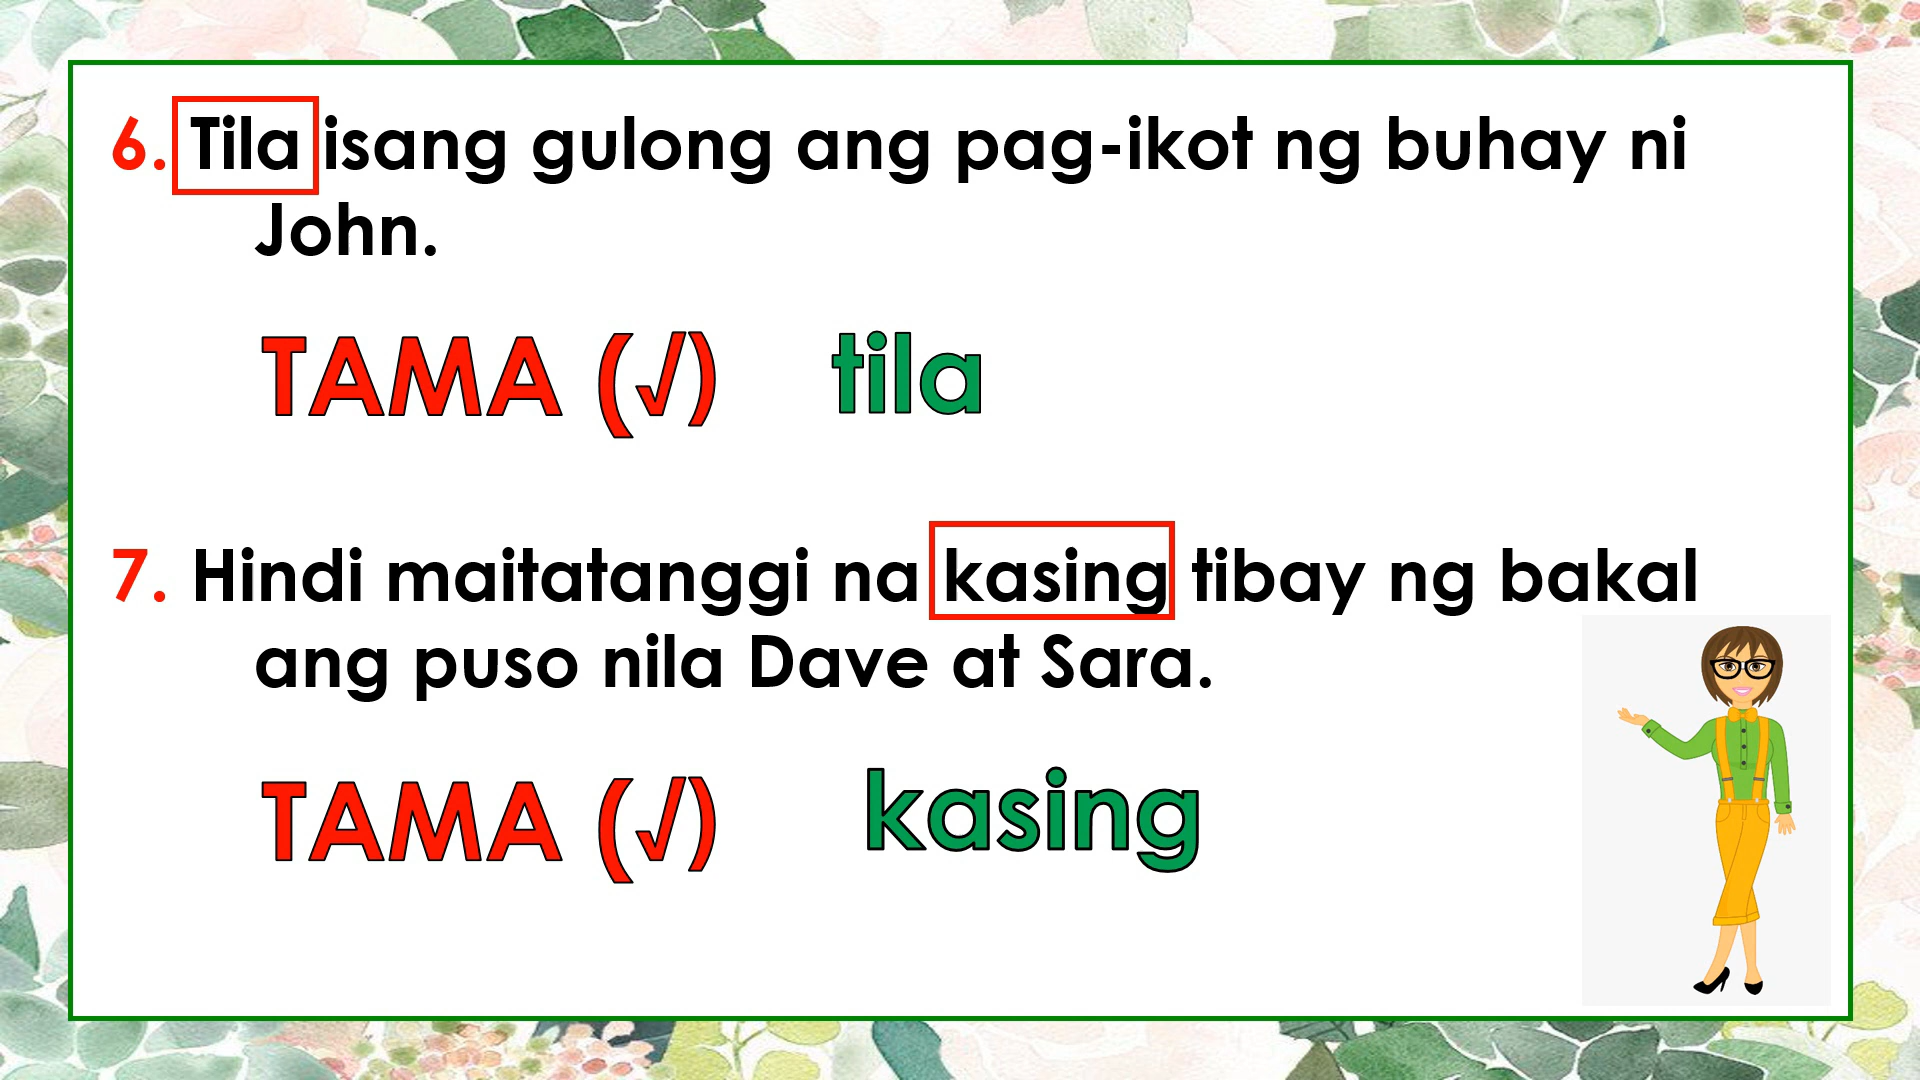 6. Tila isang gulong ang pag-ikot ng buhay ni
John.
TAMA (√) tila
7. Hindi maitatanggi na kasing tibay ng bakal
ang puso nila Dave at Sara.
TAMA (√) kasing